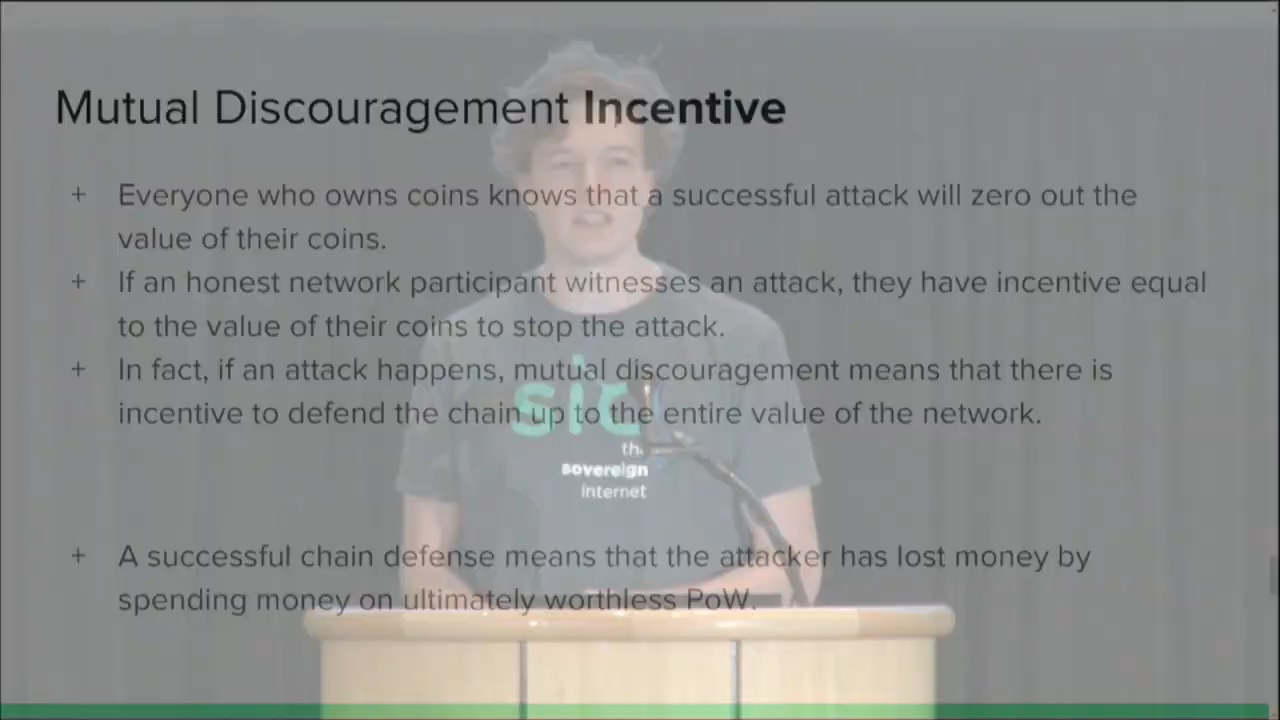 Mutual Discouragement Incentive
+ Everyone who owns coins knows that a successful attack will zero out the
value of their coins.
+ If an honest network participant witnesses an attack, they have incentive equal
to the value of their coins to stop the attack.
+ In fact, if an attack happens, mutual discouragement means that there is
incentive to defend the chain up to the entire value of the network.
sia
the
sovereign
internet
+ A successful chain defense means that the attacker has lost money by
spending money on ultimately worthless PoW.